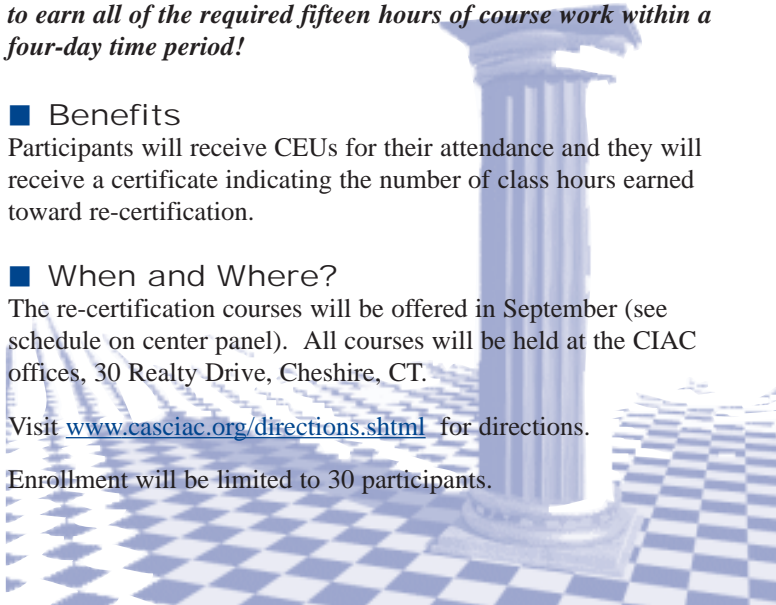 to earn all of the required fifteen hours of course work within a
four-day time period!
■ Benefits
Participants will receive CEUs for their attendance and they will
receive a certificate indicating the number of class hours earned
toward re-certification.
■ When and Where?
The re-certification courses will be offered in September (see
schedule on center panel).  All courses will be held at the CIAC
offices, 30 Realty Drive, Cheshire, CT.
Visit www.casciac.org/directions.shtml  for directions.
Enrollment will be limited to 30 participants.